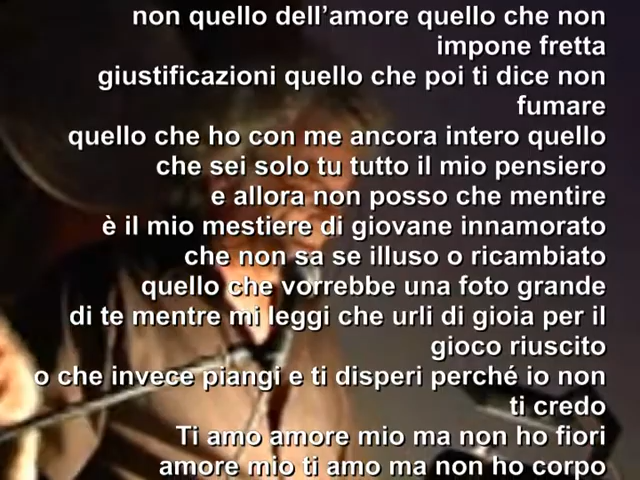 non quello dell’amore quello che non
impone fretta
giustificazioni quello che poi ti dice non
fumare
quello che ho con me ancora intero quello
che sei solo tu tutto il mio pensiero
e allora non posso che mentire
è il mio mestiere di giovane innamorato
che non sa se illuso o ricambiato
quello che vorrebbe una foto grande
di te mentre mi leggi che urli di gioia per il
gioco riuscito
o che invece piangi e ti disperi perché io non
ti credo
Ti amo amore mio ma non ho fiori
amore mio ti amo ma non ho corpo